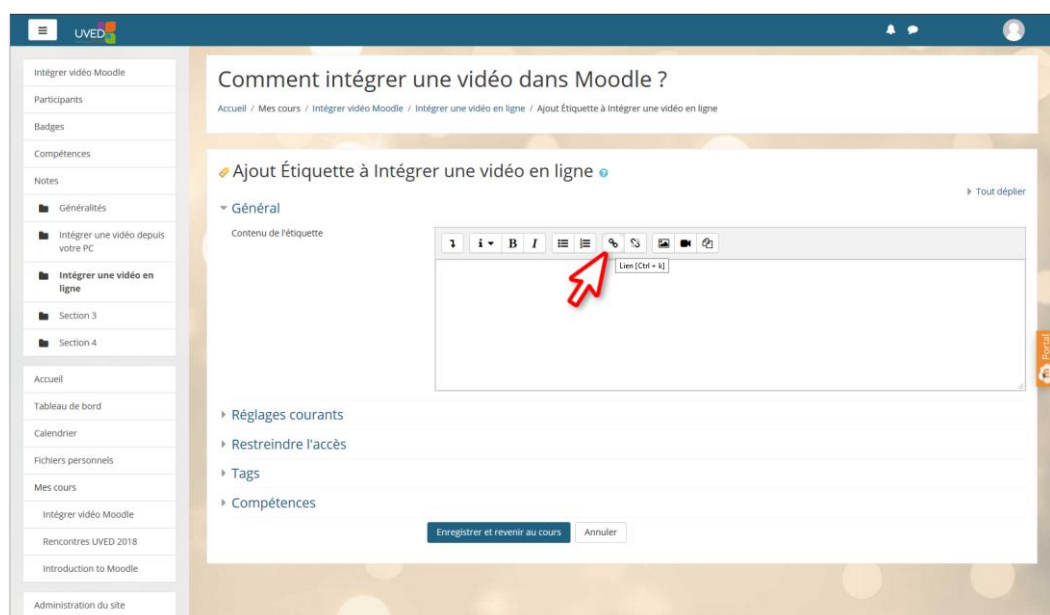 UVED
Intégrer vidéo Moodle
Participants
Badges
Compétences
Notes
Généralités
Intégrer une vidéo depuis
votre PC
Intégrer une vidéo en
ligne
Section 3
Section 4
Accueil
Tableau de bord
Calendrier
Fichiers personnels
Mes cours
Intégrer vidéo Moodle
Rencontres UVED 2018
Introduction to Moodle
Administration du site
Comment intégrer une vidéo dans Moodle ?
Accueil / Mes cours / Intégrer vidéo Moodle / Intégrer une vidéo en ligne / Ajout Étiquette à Intégrer une vidéo en ligne
Ajout Étiquette à Intégrer une vidéo en ligne
Tout déplier
Général
Contenu de l'étiquette
B I
Lien [Ctrl + k]
Réglages courants
Restreindre l'accès
Tags
Compétences
Enregistrer et revenir au cours Annuler
Portal